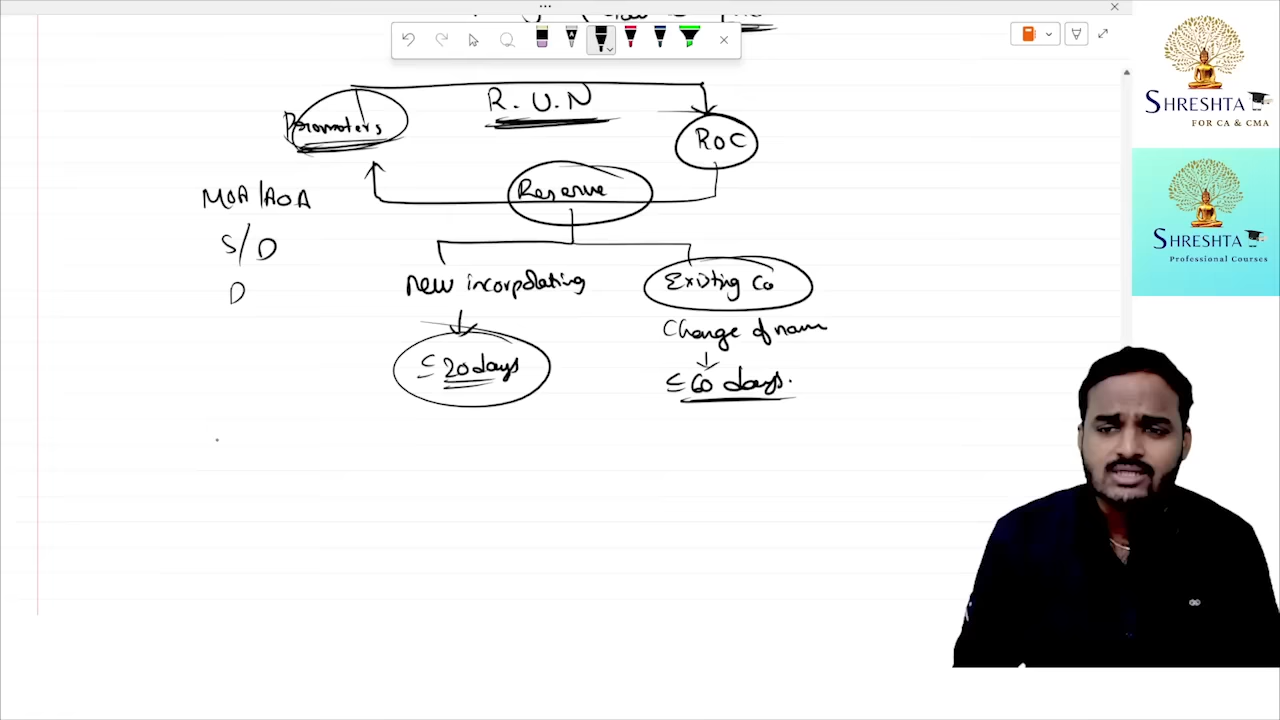 R.U.N
Promoters
ROC
Reserve
MOA/AOA
S/D
D
new incorpolating
Existing Co
Change of name
≤ 20 days
≤ 60 days.
SHRESHTA
FOR CA & CMA
SHRESHTA
Professional Courses